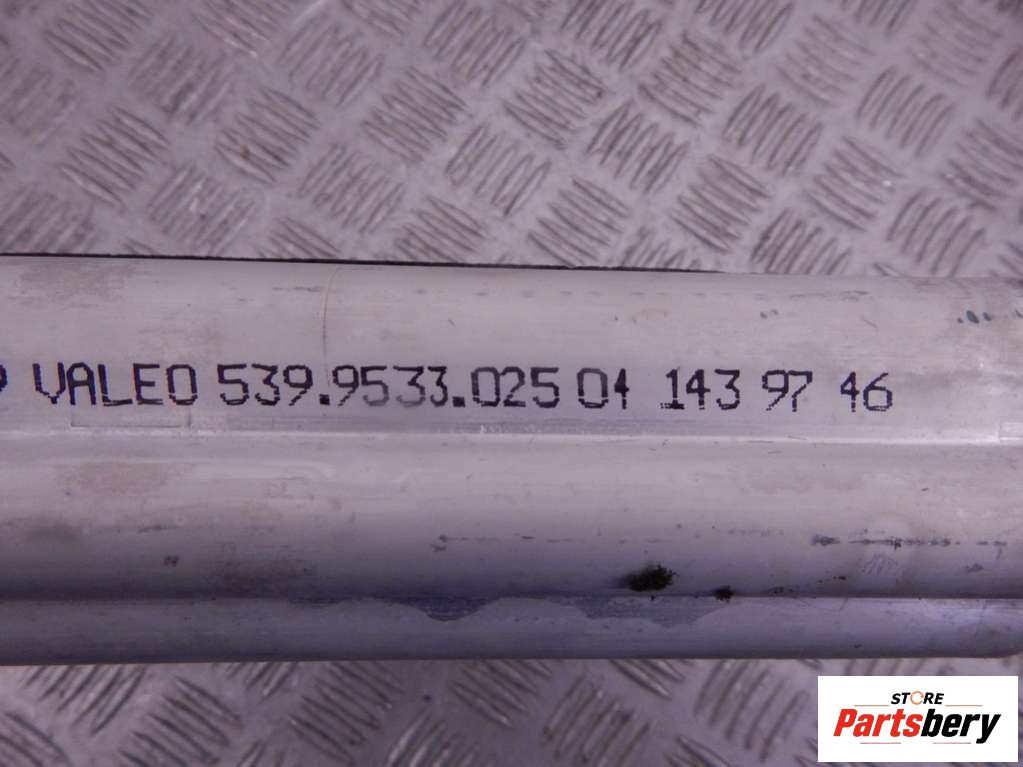 VALEO 539.9533.025 04 143 97 46
STORE
Partsbery